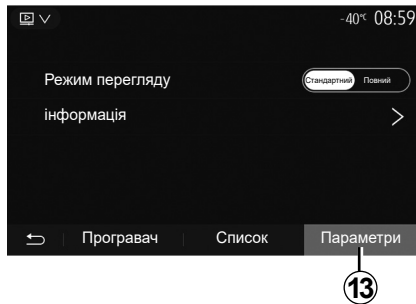 -40°C 08:59
Режим перегляду Стандартний Повний
інформація
Програвач Список Параметри
13